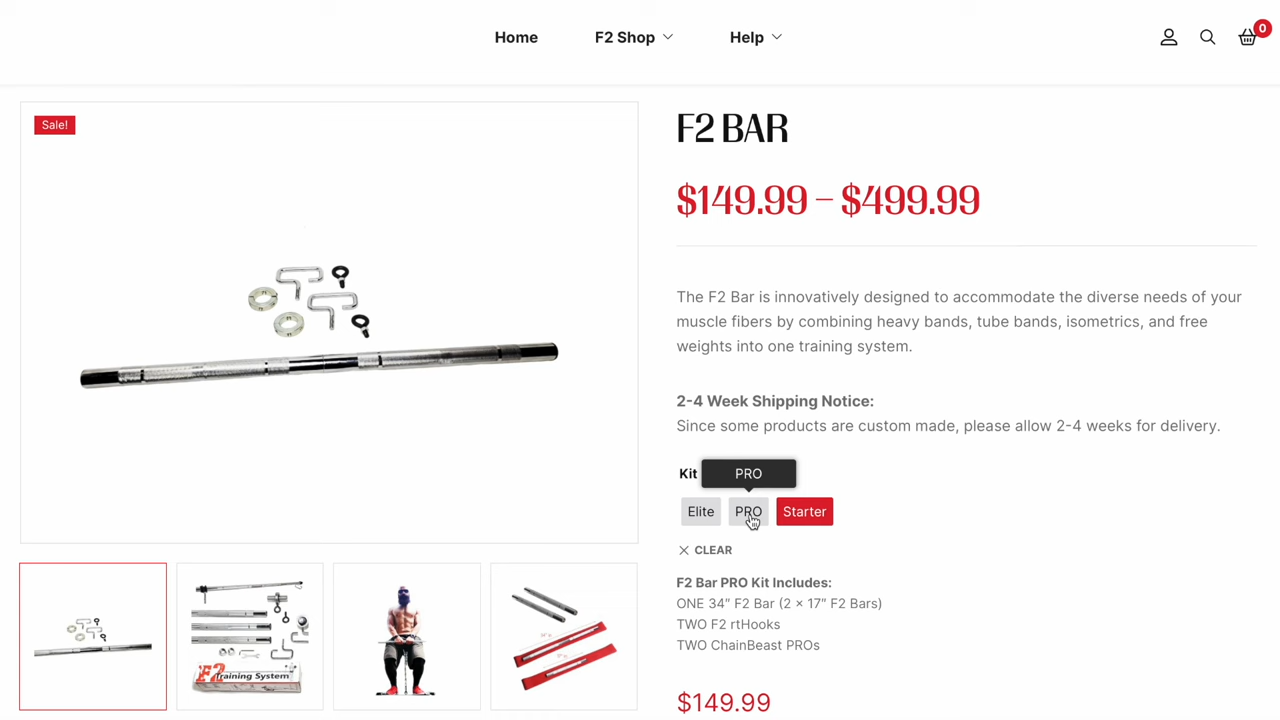 Home
F2 Shop
Help
0
Sale!
F2 BAR
$149.99 – $499.99
The F2 Bar is innovatively designed to accommodate the diverse needs of your
muscle fibers by combining heavy bands, tube bands, isometrics, and free
weights into one training system.
2-4 Week Shipping Notice:
Since some products are custom made, please allow 2-4 weeks for delivery.
Kit
PRO
Elite
PRO
Starter
CLEAR
F2 Bar PRO Kit Includes:
ONE 34″ F2 Bar (2 x 17″ F2 Bars)
TWO F2 rtHooks
TWO ChainBeast PROs
$149.99
F2
Training System